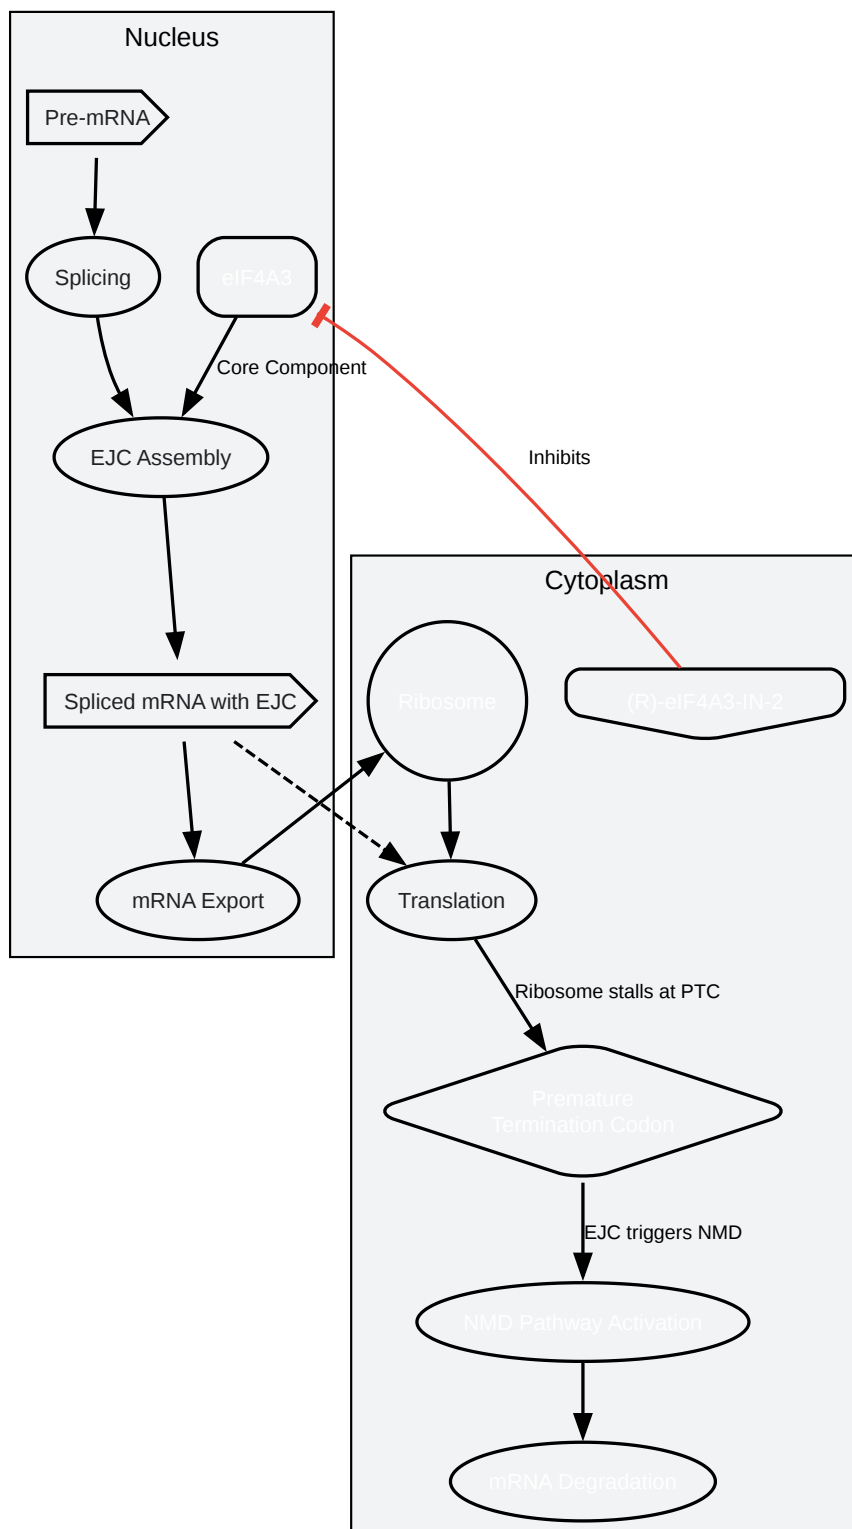 Nucleus
Pre-mRNA
Splicing
eIF4A3
Core Component
EJC Assembly
Inhibits
Cytoplasm
Spliced mRNA with EJC
Ribosome
(R)-eIF4A3-IN-2
mRNA Export
Translation
Ribosome stalls at PTC
Premature
Termination Codon
EJC triggers NMD
NMD Pathway Activation
mRNA Degradation